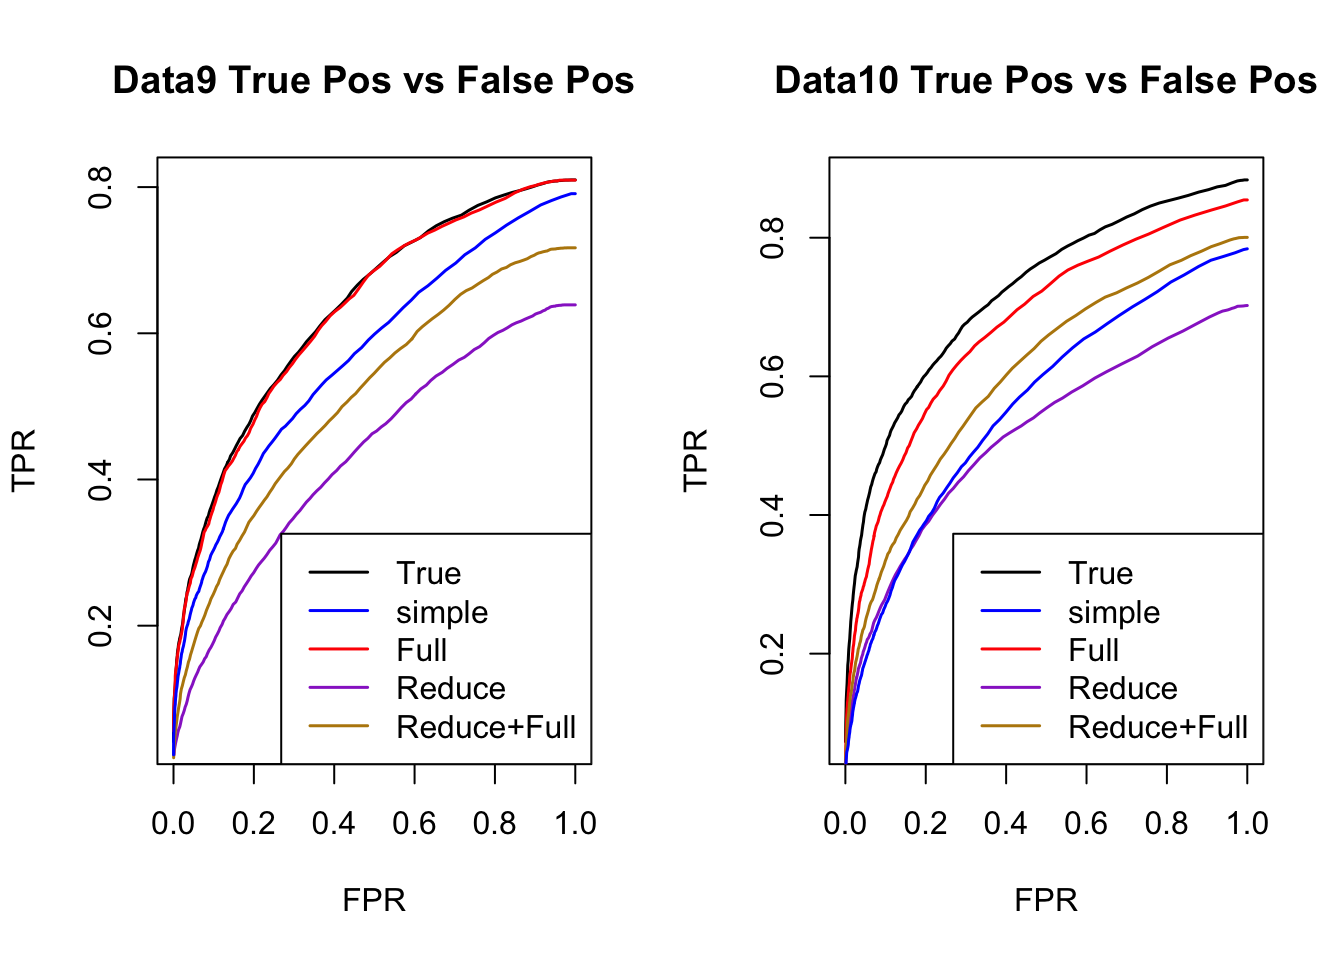 Data9 True Pos vs False Pos
TPR
0.8
0.6
0.4
0.2
True
simple
Full
Reduce
Reduce+Full
0.0 0.2 0.4 0.6 0.8 1.0
FPR
Data10 True Pos vs False Pos
TPR
0.8
0.6
0.4
0.2
True
simple
Full
Reduce
Reduce+Full
0.0 0.2 0.4 0.6 0.8 1.0
FPR